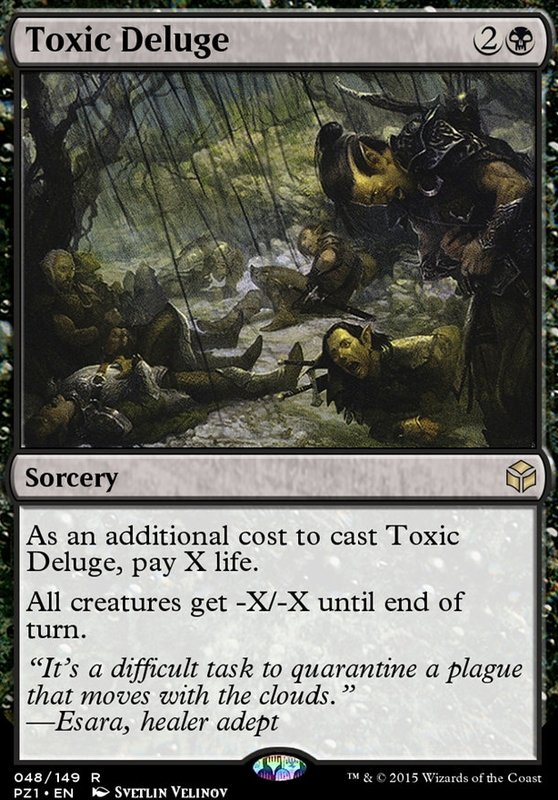 Toxic Deluge 2
Sorcery
As an additional cost to cast Toxic
Deluge, pay X life.
All creatures get -X/-X until end of
turn.
“It’s a difficult task to quarantine a plague
that moves with the clouds.”
—Esara, healer adept
048/149 R
PZ1 • EN Svetlin Velinov
™ & © 2015 Wizards of the Coast